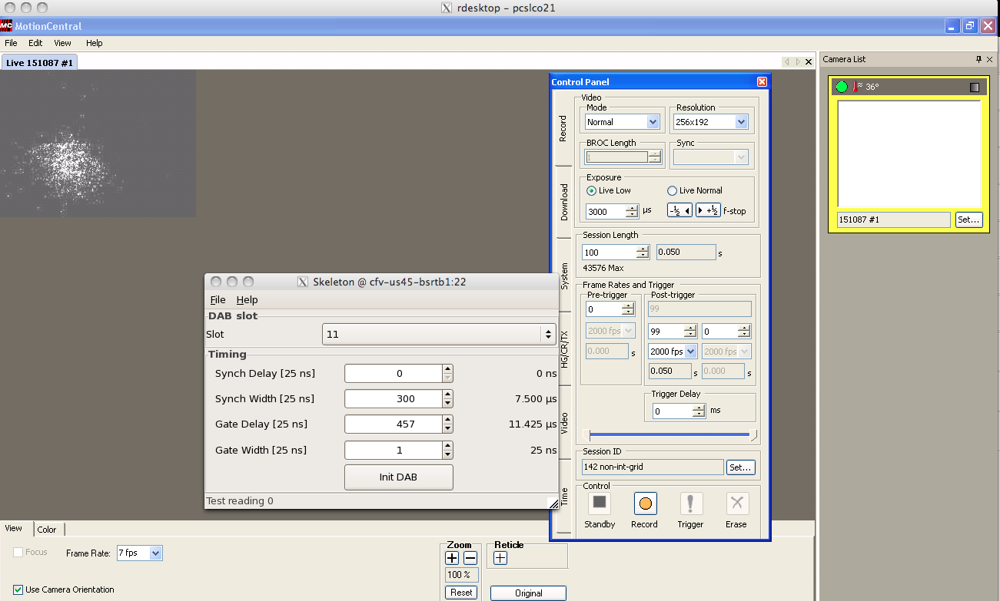 rdesktop - pcslco21
MC MotionCentral
File Edit View Help
Live 151087 #1
Camera List
36°
151087 #1
Set...
Control Panel
Record
Download
System
HG/CR/TX
Video
Time
Video
Mode
Normal
Resolution
256x192
BROC Length
1
Sync
Exposure
Live Low
Live Normal
3000 µs
-½ +½ f-stop
Session Length
100 0.050 s
43576 Max
Frame Rates and Trigger
Pre-trigger
0
2000 fps
0.000 s
Post-trigger
99
99 0
2000 fps 2000 fps
0.050 s 0.000 s
Trigger Delay
0 ms
Session ID
142 non-int-grid Set...
Control
Standby Record Trigger Erase
Skeleton @ cfv-us45-bsrtb1:22
File Help
DAB slot
Slot 11
Timing
Synch Delay [25 ns] 0 0 ns
Synch Width [25 ns] 300 7.500 µs
Gate Delay [25 ns] 457 11.425 µs
Gate Width [25 ns] 1 25 ns
Init DAB
Test reading 0
View Color
Focus Frame Rate: 7 fps
Use Camera Orientation
Zoom
100 %
Reset
Reticle
Original